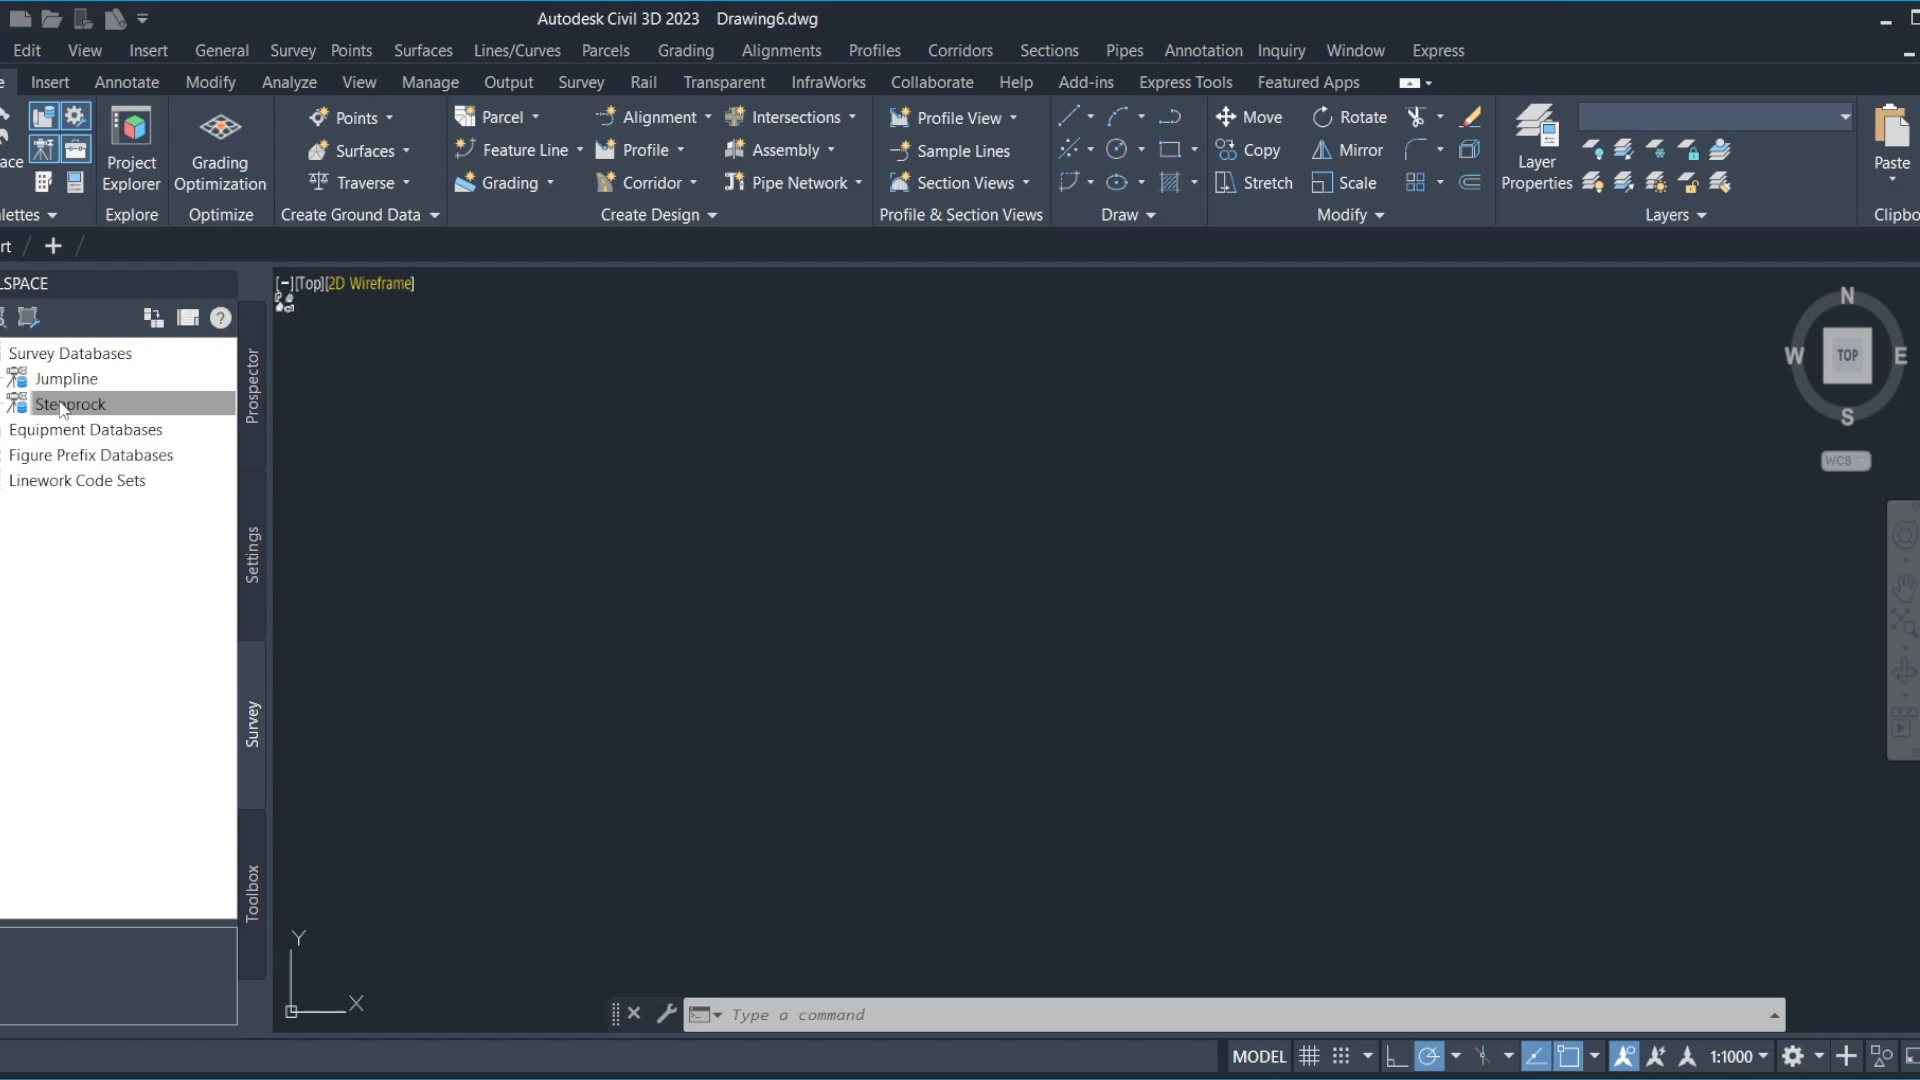 Autodesk Civil 3D 2023 Drawing6.dwg
Edit View Insert General Survey Points Surfaces Lines/Curves Parcels Grading Alignments Profiles Corridors Sections Pipes Annotation Inquiry Window Express
e Insert Annotate Modify Analyze View Manage Output Survey Rail Transparent InfraWorks Collaborate Help Add-ins Express Tools Featured Apps
Points Parcel Alignment Intersections Profile View Move Rotate
ace Project Explorer Grading Optimization Surfaces Feature Line Profile Assembly Sample Lines Copy Mirror Layer Properties Paste
Traverse Grading Corridor Pipe Network Section Views Stretch Scale
lettes Explore Optimize Create Ground Data Create Design Profile & Section Views Draw Modify Layers Clipbo
rt
LSPACE
[−][Top][2D Wireframe]
Survey Databases
Jumpline
Equipment Databases
Figure Prefix Databases
Linework Code Sets
Prospector
Settings
Survey
Toolbox
N
W TOP E
S
WCS
Y
X
Type a command
MODEL 1:1000